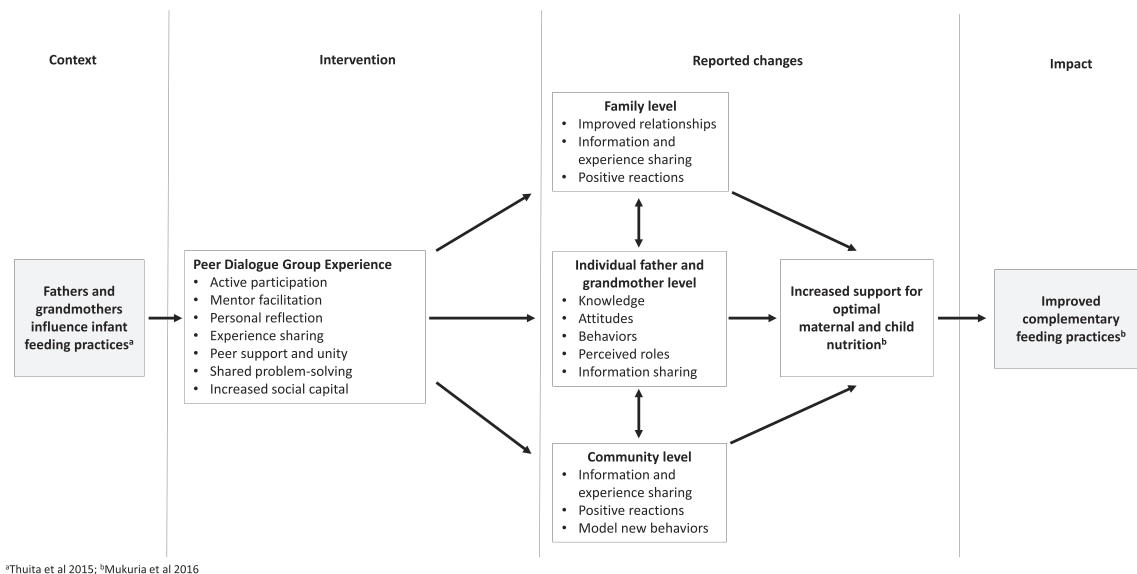 Context
Intervention
Reported changes
Impact
Family level
• Improved relationships
• Information and
experience sharing
• Positive reactions
Fathers and
grandmothers
influence infant
feeding practicesᵃ
Peer Dialogue Group Experience
• Active participation
• Mentor facilitation
• Personal reflection
• Experience sharing
• Peer support and unity
• Shared problem-solving
• Increased social capital
Individual father and
grandmother level
• Knowledge
• Attitudes
• Behaviors
• Perceived roles
• Information sharing
Increased support for
optimal
maternal and child
nutritionᵇ
Improved
complementary
feeding practicesᵇ
Community level
• Information and
experience sharing
• Positive reactions
• Model new behaviors
ᵃThuita et al 2015; ᵇMukuria et al 2016